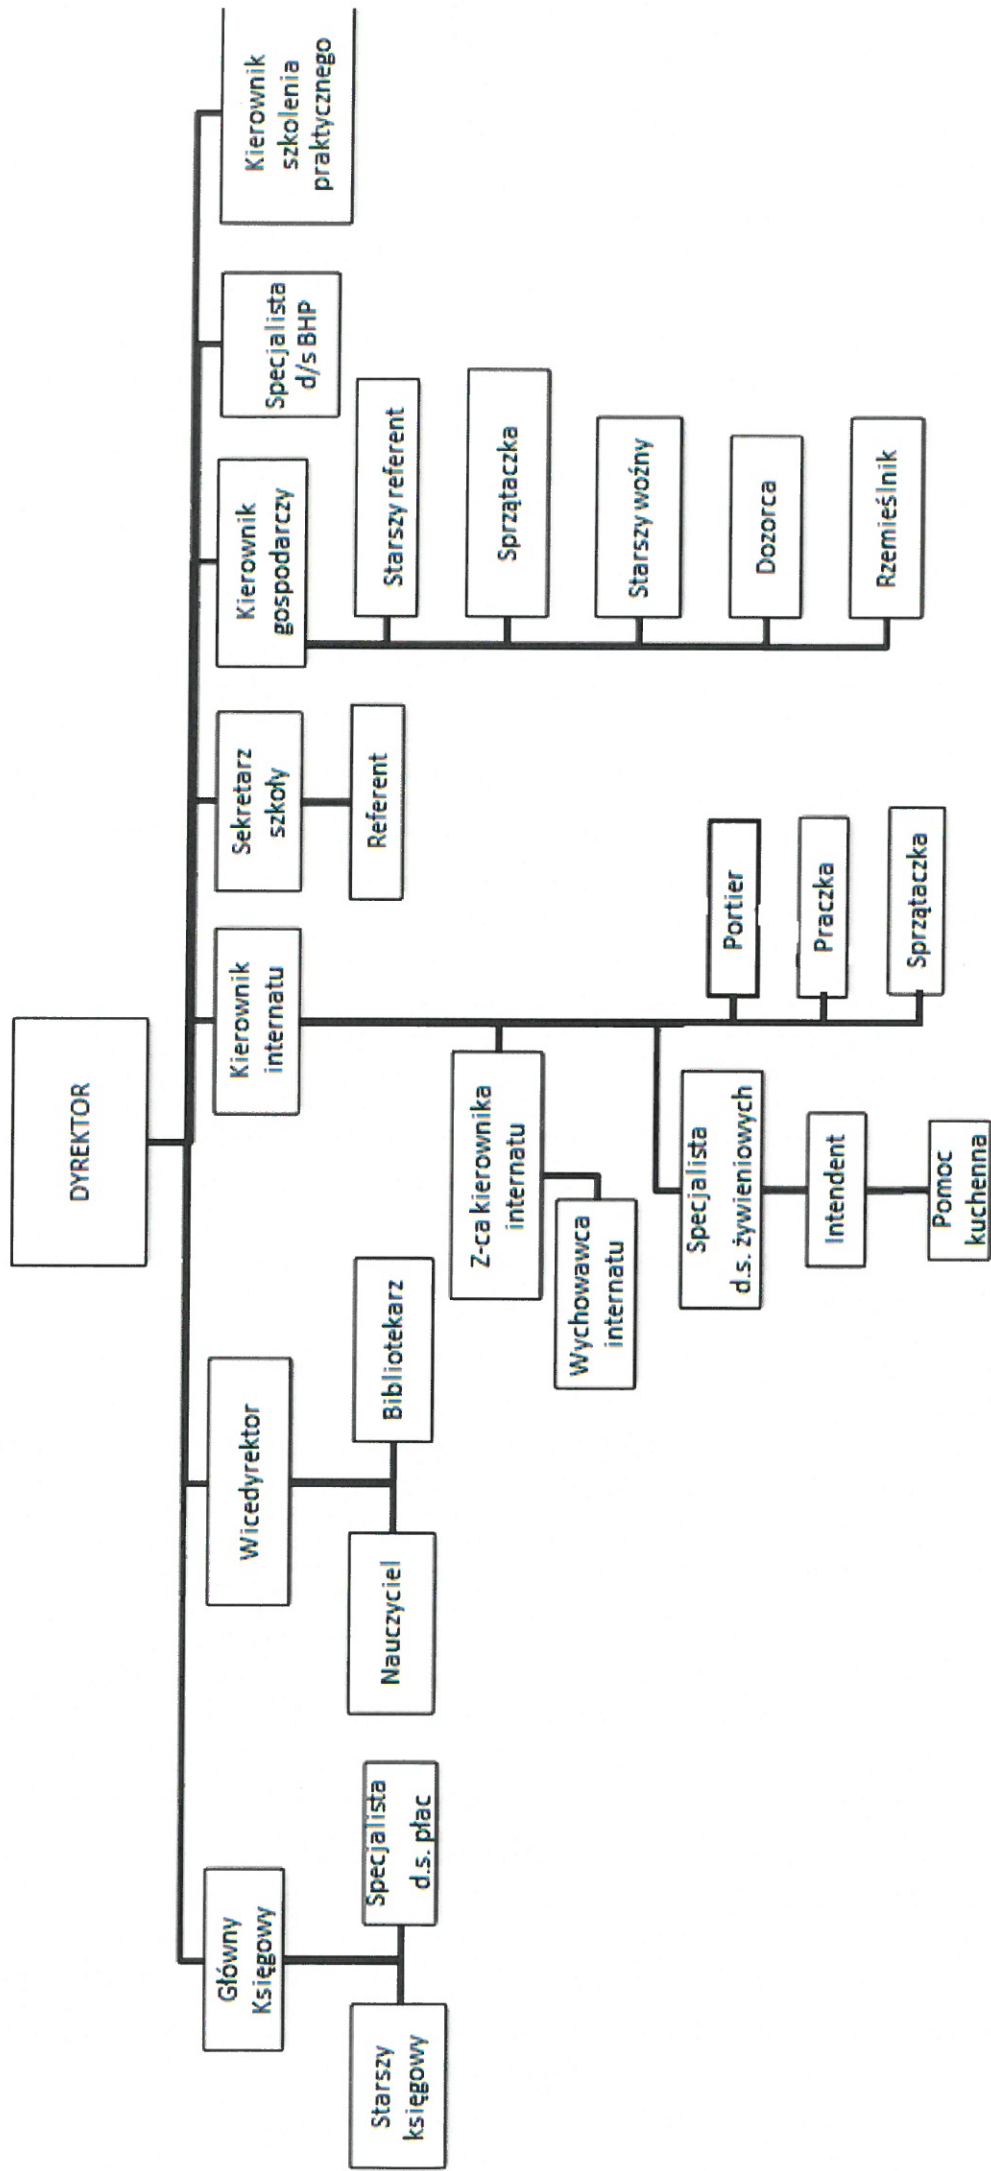 DYREKTOR
Główny
Księgowy
Starszy
księgowy
Specjalista
d.s. płac
Wicedyrektor
Nauczyciel
Bibliotekarz
Kierownik
internatu
Z-ca kierownika
internatu
Wychowawca
internatu
Specjalista
d.s. żywieniowych
Intendent
Pomoc
kuchenna
Portier
Praczka
Sprzątaczka
Sekretarz
szkoły
Referent
Kierownik
gospodarczy
Starszy referent
Sprzątaczka
Starszy woźny
Dozorca
Rzemieślnik
Specjalista
d/s BHP
Kierownik
szkolenia
praktycznego